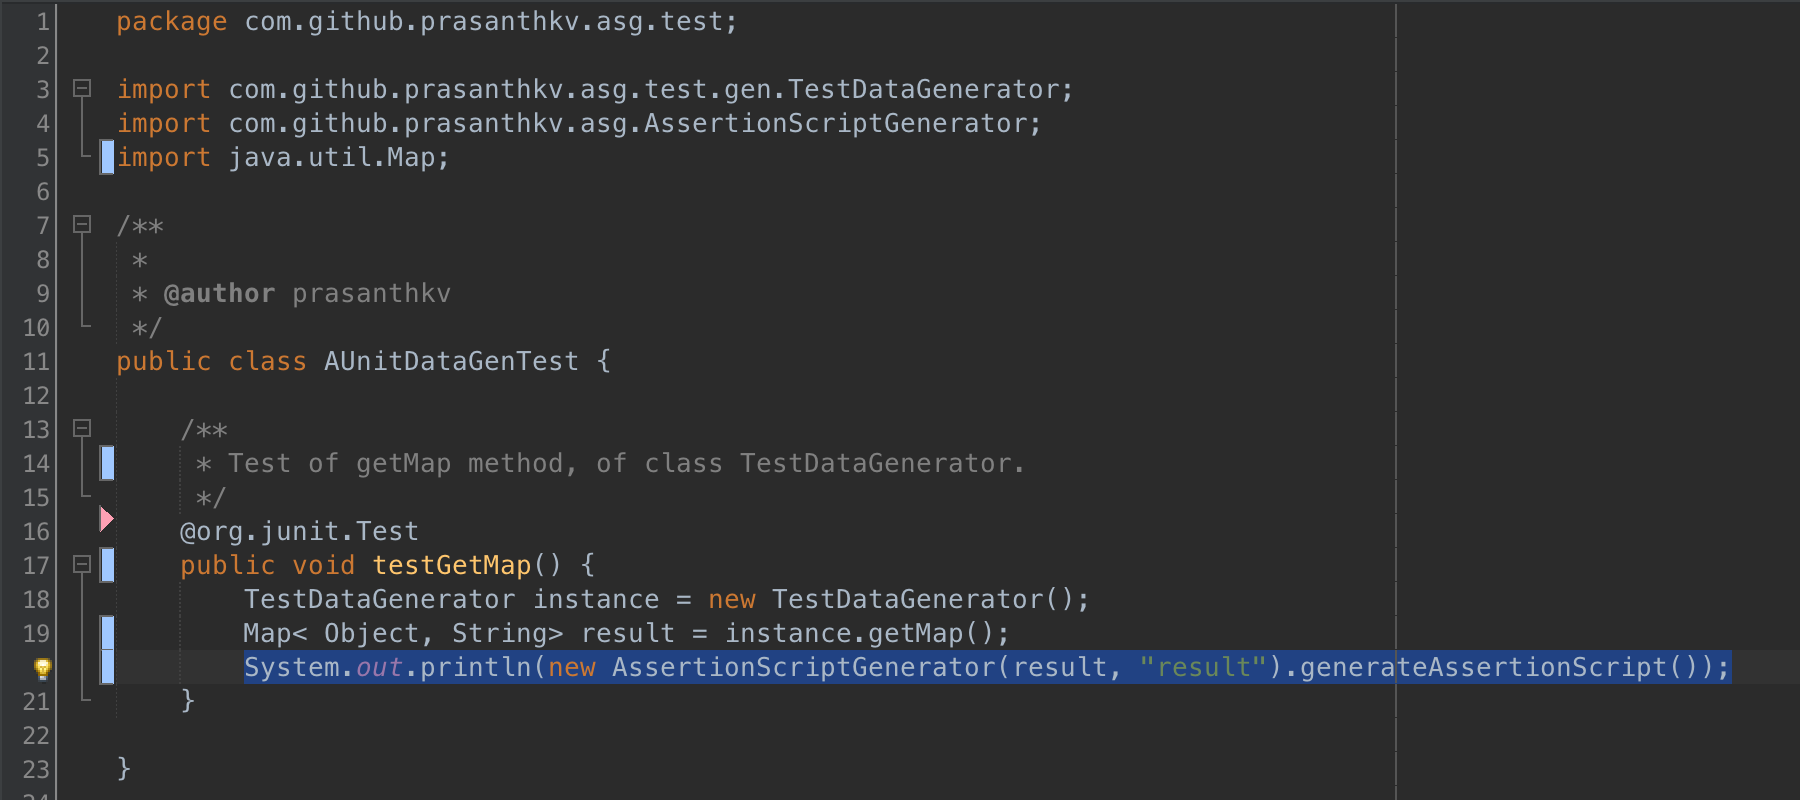 1 package com.github.prasanthkv.asg.test;
2
3 import com.github.prasanthkv.asg.test.gen.TestDataGenerator;
4 import com.github.prasanthkv.asg.AssertionScriptGenerator;
5 import java.util.Map;
6
7 /**
8  *
9  * @author prasanthkv
10  */
11 public class AUnitDataGenTest {
12
13     /**
14      * Test of getMap method, of class TestDataGenerator.
15      */
16     @org.junit.Test
17     public void testGetMap() {
18         TestDataGenerator instance = new TestDataGenerator();
19         Map< Object, String> result = instance.getMap();
        System.out.println(new AssertionScriptGenerator(result, "result").generateAssertionScript());
21     }
22
23 }
24